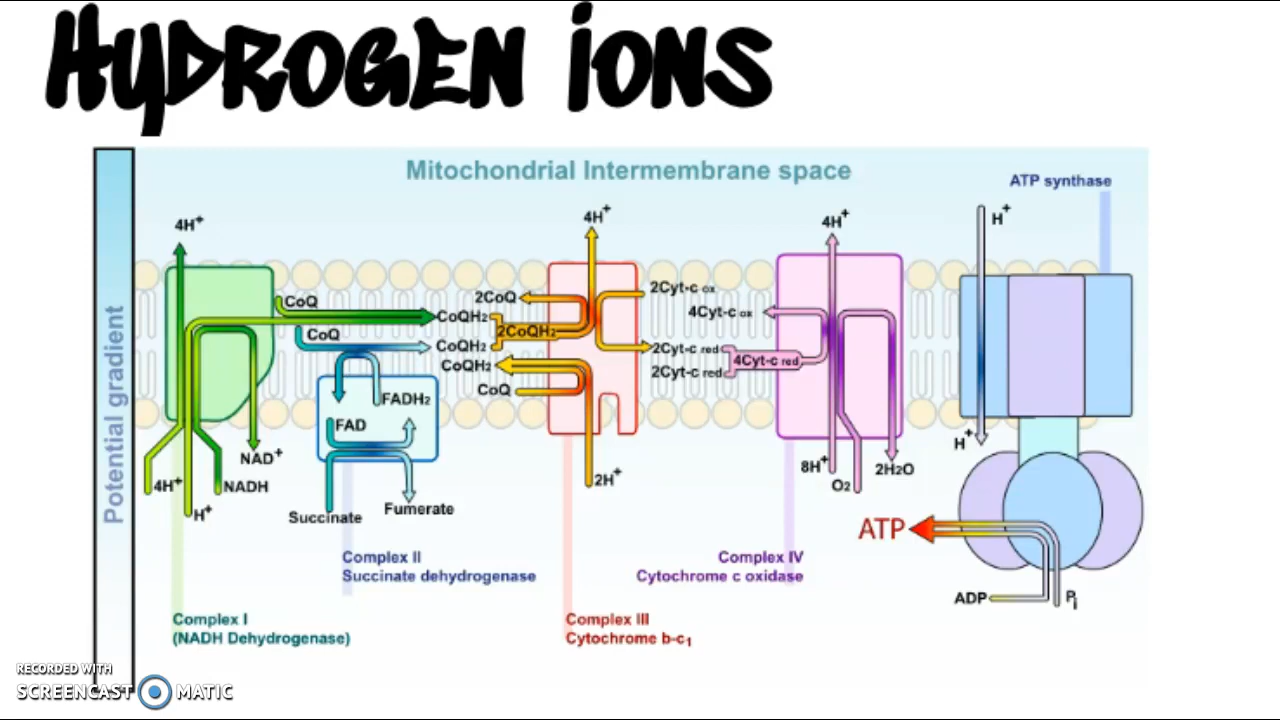 HYDROGEN IONS
Mitochondrial Intermembrane space
ATP synthase
Potential gradient
4H+
4H+
4H+
H+
CoQ
CoQ
CoQH2
CoQH2
CoQH2
2CoQ
2CoQH2
CoQ
2Cyt-c ox
2Cyt-c red
2Cyt-c red
4Cyt-c ox
4Cyt-c red
FADH2
FAD
NAD+
NADH
4H+
H+
Succinate
Fumerate
2H+
8H+
O2
2H2O
H+
ATP
ADP
Pi
Complex II
Succinate dehydrogenase
Complex IV
Cytochrome c oxidase
Complex I
(NADH Dehydrogenase)
Complex III
Cytochrome b-c1
RECORDED WITH
SCREENCAST MATIC